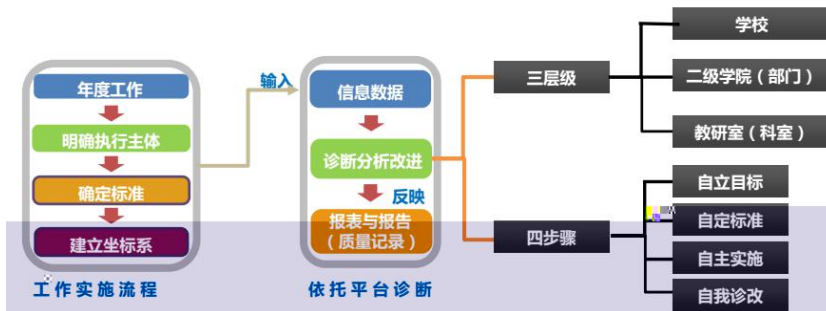 年度工作
明确执行主体
确定标准
建立坐标系
工作实施流程
输入
信息数据
诊断分析改进
反映
报表与报告
（质量记录）
依托平台诊断
三层级
学校
二级学院（部门）
教研室（科室）
四步骤
自立目标
自定标准
自主实施
自我诊改